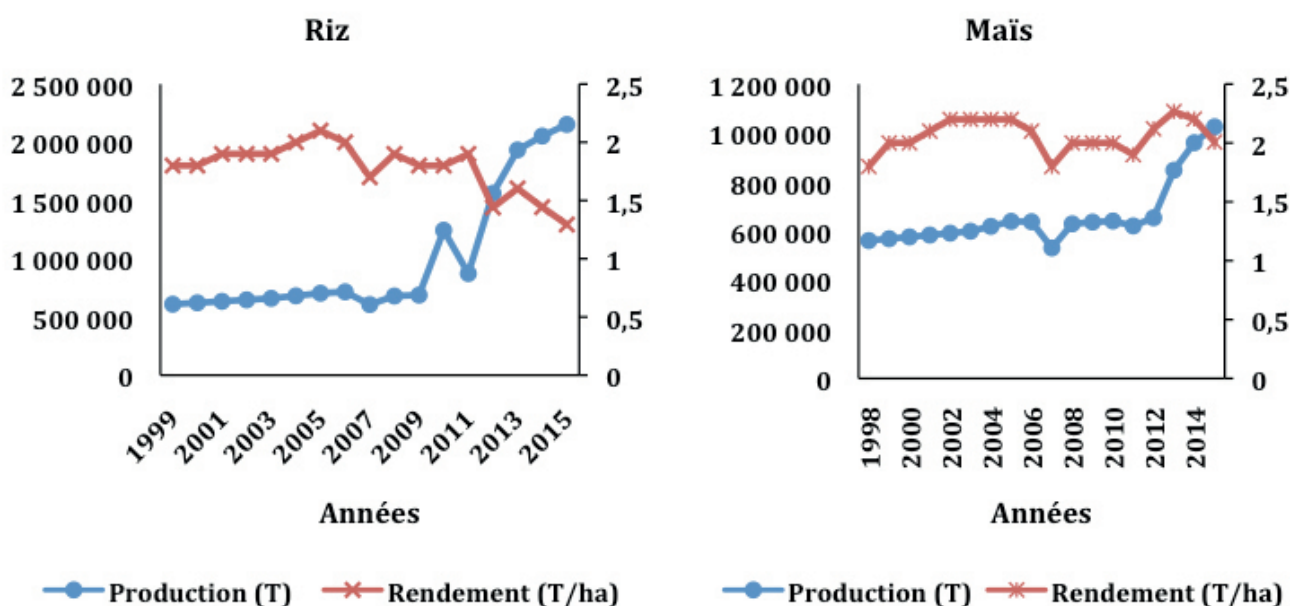 Riz
2 500 000
2 000 000
1 500 000
1 000 000
500 000
0
2,5
2
1,5
1
0,5
0
1999
2001
2003
2005
2007
2009
2011
2013
2015
Années
Production (T)
Rendement (T/ha)
Maïs
1 200 000
1 000 000
800 000
600 000
400 000
200 000
0
2,5
2
1,5
1
0,5
0
1998
2000
2002
2004
2006
2008
2010
2012
2014
Années
Production (T)
Rendement (T/ha)